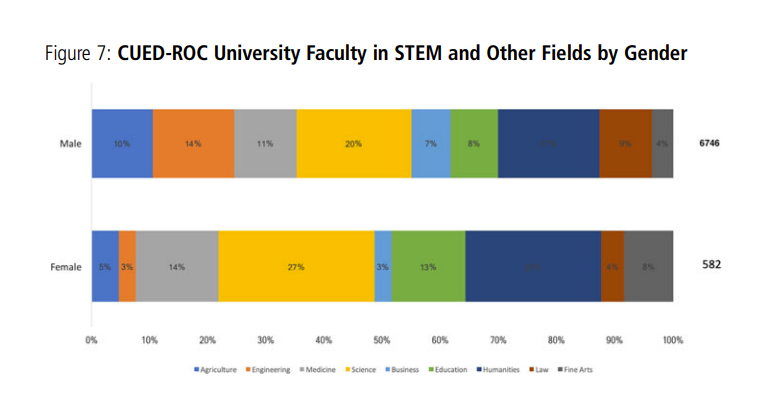 Figure 7: CUED-ROC University Faculty in STEM and Other Fields by Gender
Male 10% 14% 11% 20% 7% 8% 9% 4% 6746
Female 5% 3% 14% 27% 3% 13% 4% 8% 582
0% 10% 20% 30% 40% 50% 60% 70% 80% 90% 100%
Agriculture Engineering Medicine Science Business Education Humanities Law Fine Arts